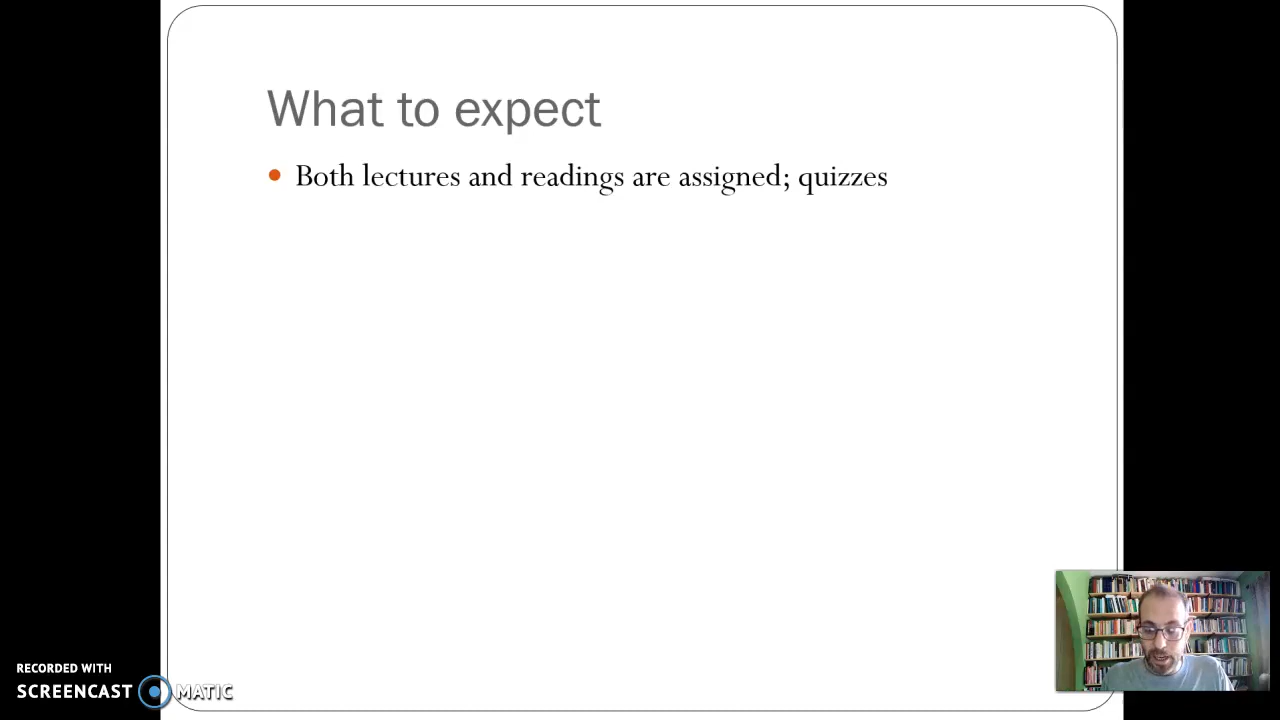 What to expect
• Both lectures and readings are assigned; quizzes
RECORDED WITH
SCREENCAST MATIC